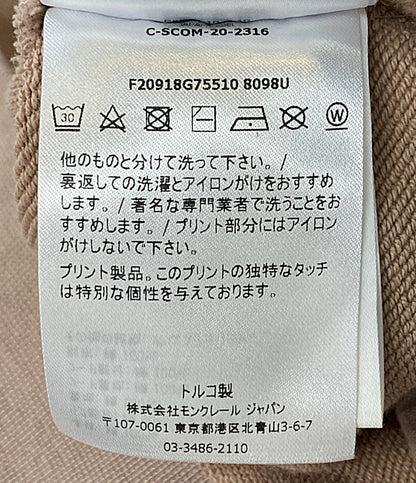 C-SCOM-20-2316
F20918G75510 8098U
30
W
他のものと分けて洗って下さい。/
裏返しての洗濯とアイロンがけをおすすめ
します。/ 著名な専門業者で洗うことをお
すすめします。/ プリント部分にはアイロン
がけしないで下さい。
プリント製品。このプリントの独特なタッチ
は特別な個性を与えております。
トルコ製
株式会社モンクレール ジャパン
〒107-0061 東京都港区北青山3-6-7
03-3486-2110